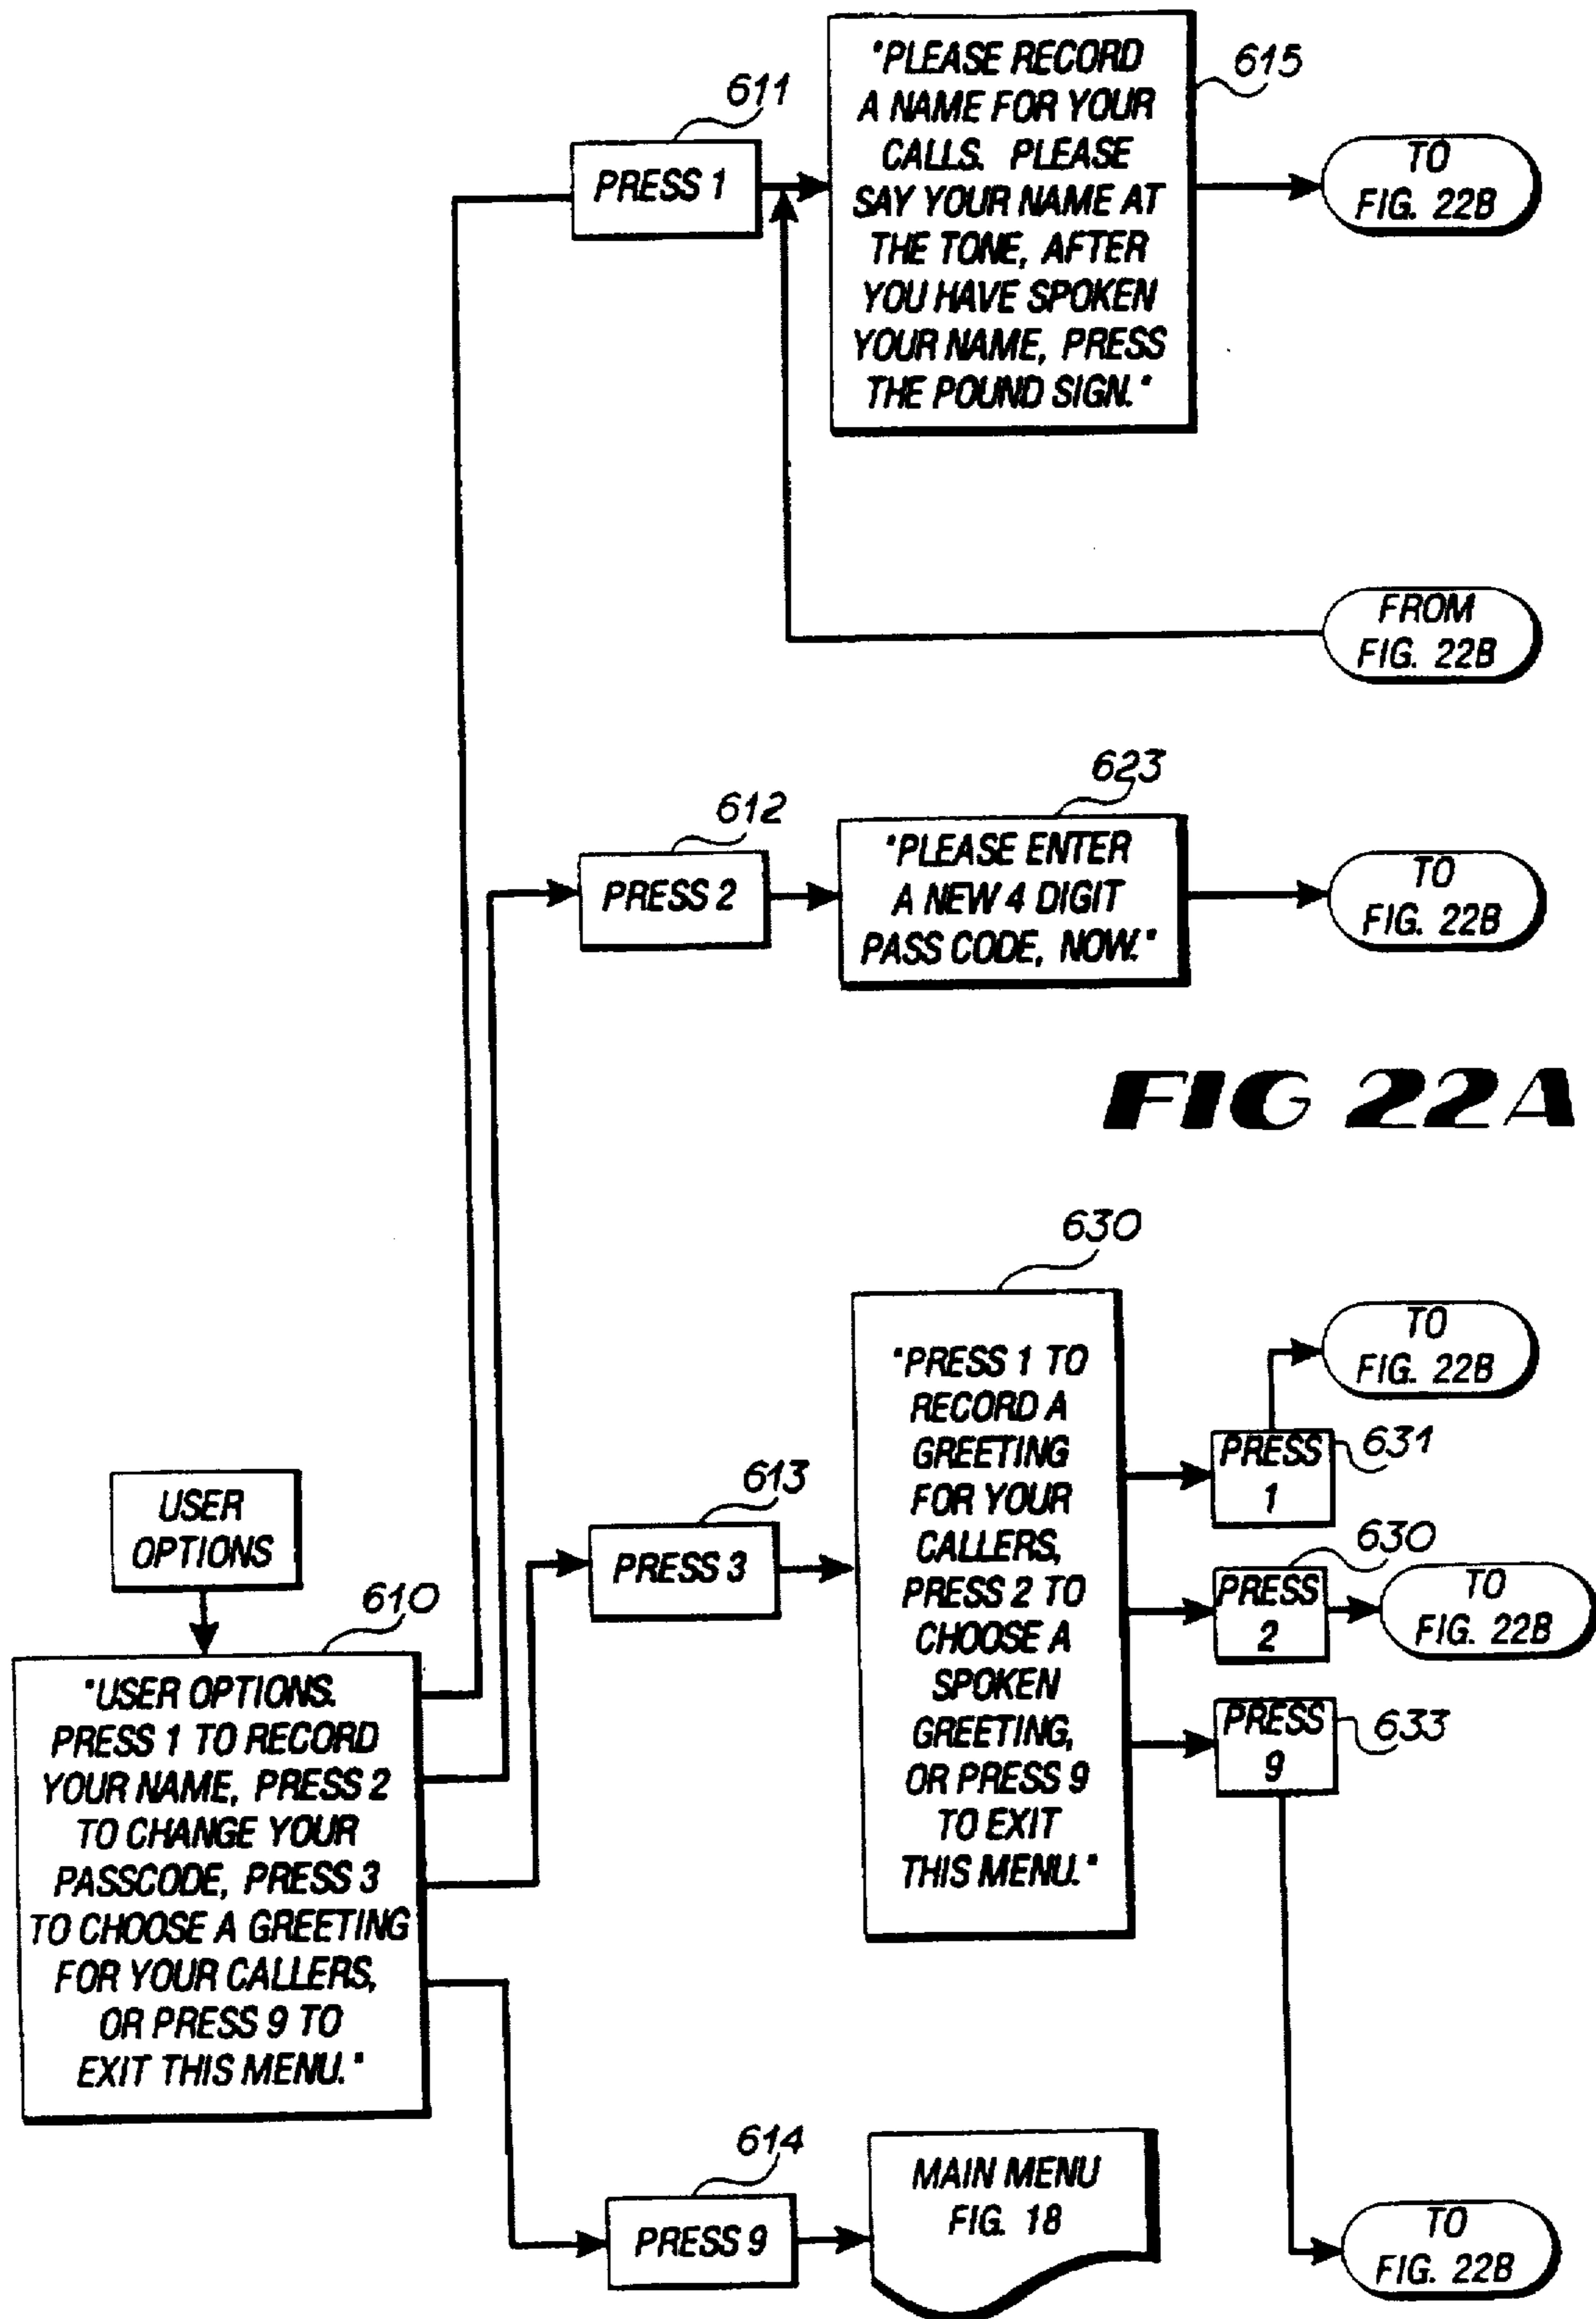 611
PRESS 1
615
"PLEASE RECORD
A NAME FOR YOUR
CALLS. PLEASE
SAY YOUR NAME AT
THE TONE, AFTER
YOU HAVE SPOKEN
YOUR NAME, PRESS
THE POUND SIGN."
TO
FIG. 22B
FROM
FIG. 22B
612
PRESS 2
623
"PLEASE ENTER
A NEW 4 DIGIT
PASS CODE, NOW."
TO
FIG. 22B
FIG 22A
USER
OPTIONS
610
"USER OPTIONS.
PRESS 1 TO RECORD
YOUR NAME, PRESS 2
TO CHANGE YOUR
PASSCODE, PRESS 3
TO CHOOSE A GREETING
FOR YOUR CALLERS,
OR PRESS 9 TO
EXIT THIS MENU."
613
PRESS 3
630
"PRESS 1 TO
RECORD A
GREETING
FOR YOUR
CALLERS,
PRESS 2 TO
CHOOSE A
SPOKEN
GREETING,
OR PRESS 9
TO EXIT
THIS MENU."
TO
FIG. 22B
PRESS
1
631
630
PRESS
2
TO
FIG. 22B
PRESS
9
633
614
PRESS 9
MAIN MENU
FIG. 18
TO
FIG. 22B